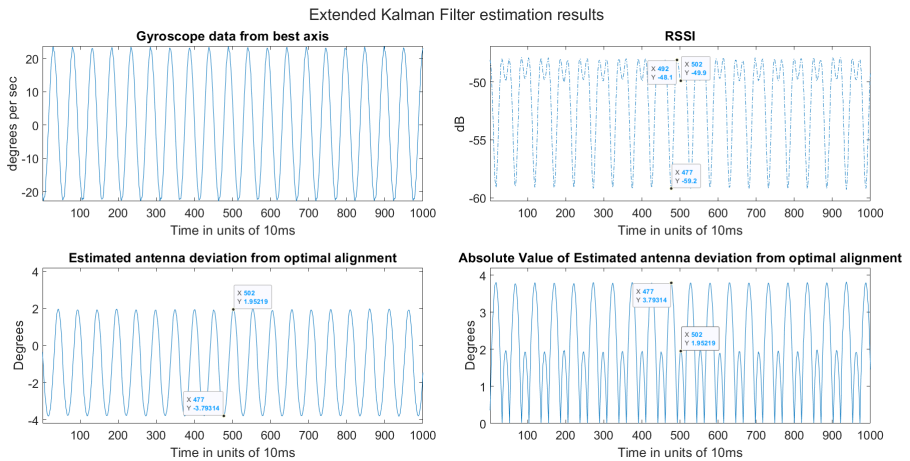 Extended Kalman Filter estimation results
Gyroscope data from best axis
degrees per sec
20
10
0
-10
-20
100 200 300 400 500 600 700 800 900 1000
Time in units of 10ms
RSSI
dB
-50
-55
-60
X 492
Y -48.1
X 502
Y -49.9
X 477
Y -59.2
100 200 300 400 500 600 700 800 900 1000
Time in units of 10ms
Estimated antenna deviation from optimal alignment
Degrees
4
2
0
-2
-4
X 502
Y 1.95219
X 477
Y -3.79314
100 200 300 400 500 600 700 800 900 1000
Time in units of 10ms
Absolute Value of Estimated antenna deviation from optimal alignment
Degrees
4
3
2
1
0
X 477
Y 3.79314
X 502
Y 1.95219
100 200 300 400 500 600 700 800 900 1000
Time in units of 10ms